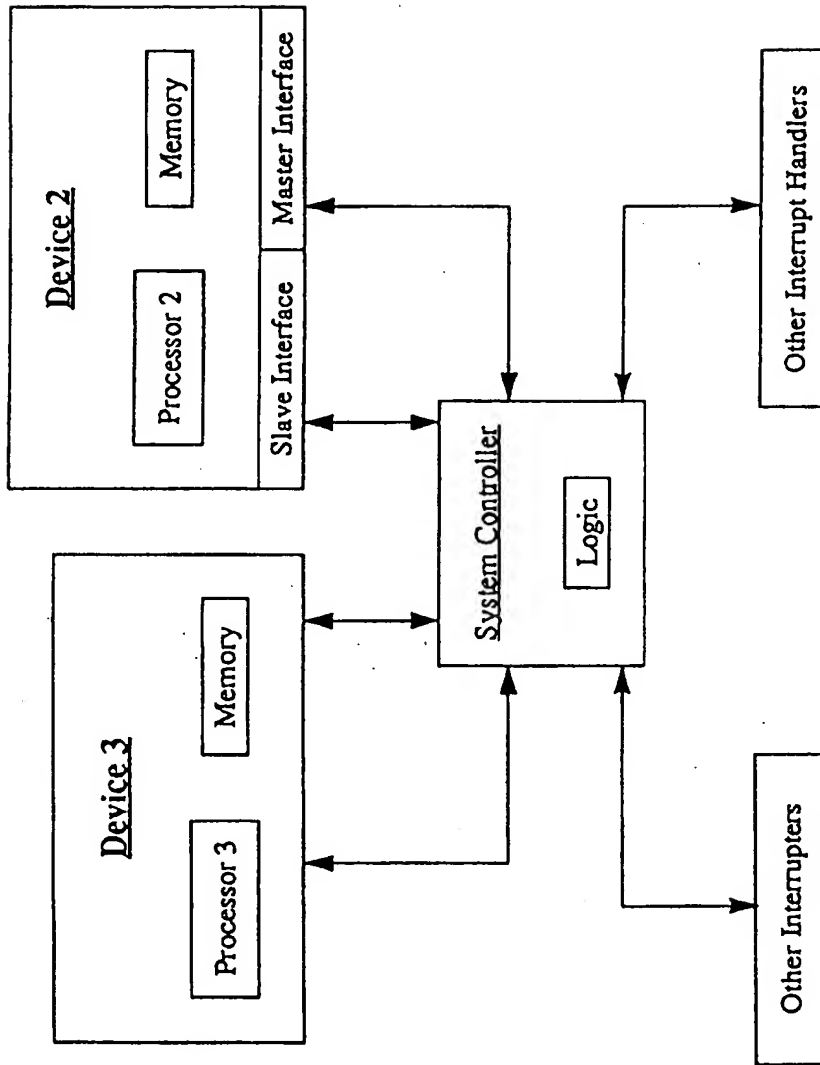 Device 3
Processor 3
Memory
Device 2
Processor 2
Memory
Slave Interface
Master Interface
System Controller
Logic
Other Interrupters
Other Interrupt Handlers